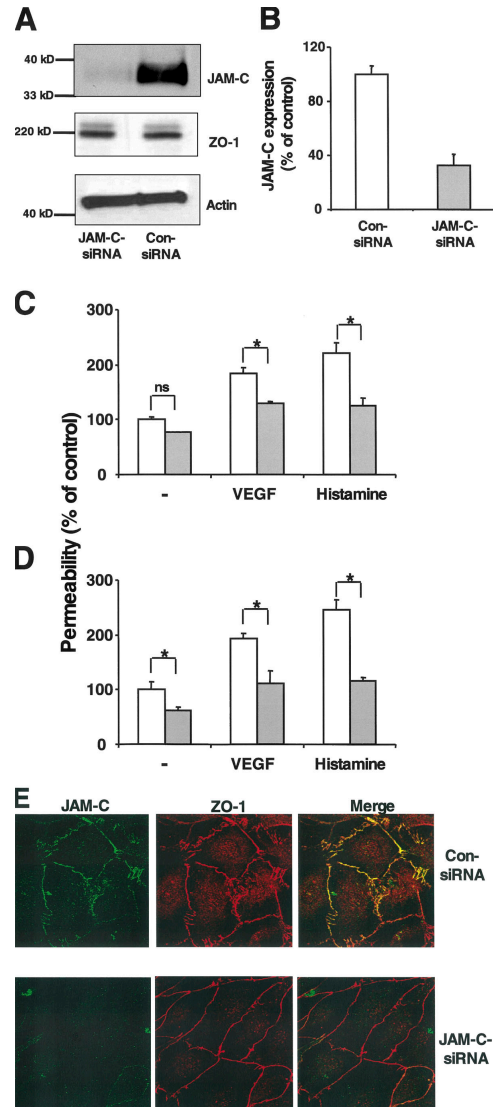 A
40 kD
33 kD
JAM-C
220 kD
ZO-1
40 kD
Actin
JAM-C-
siRNA
Con-
siRNA
B
JAM-C expression
(% of control)
120
80
40
0
Con-
siRNA
JAM-C-
siRNA
C
Permeability (% of control)
300
200
100
0
ns
*
*
-
VEGF
Histamine
D
300
200
100
0
*
*
*
-
VEGF
Histamine
E
JAM-C
ZO-1
Merge
Con-
siRNA
JAM-C-
siRNA